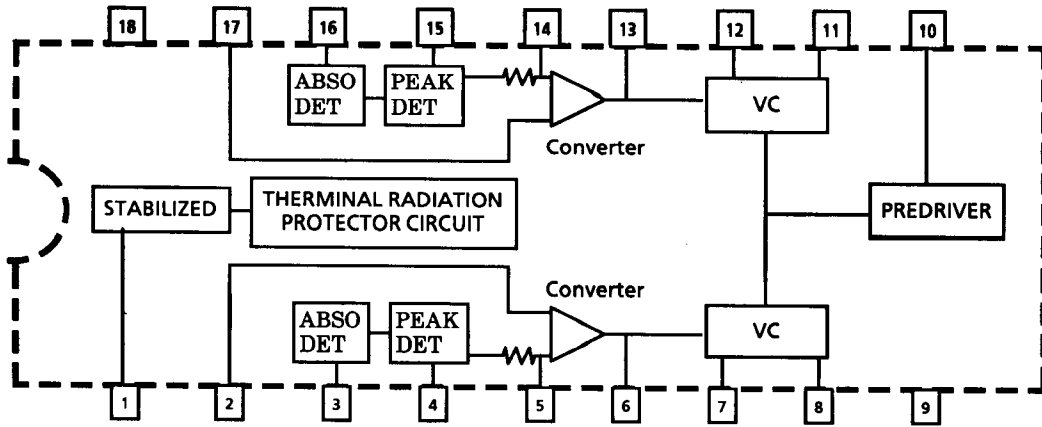 18 17 16 15 14 13 12 11 10
ABSO
DET
PEAK
DET
VC
Converter
STABILIZED
THERMINAL RADIATION
PROTECTOR CIRCUIT
PREDRIVER
Converter
ABSO
DET
PEAK
DET
VC
1 2 3 4 5 6 7 8 9